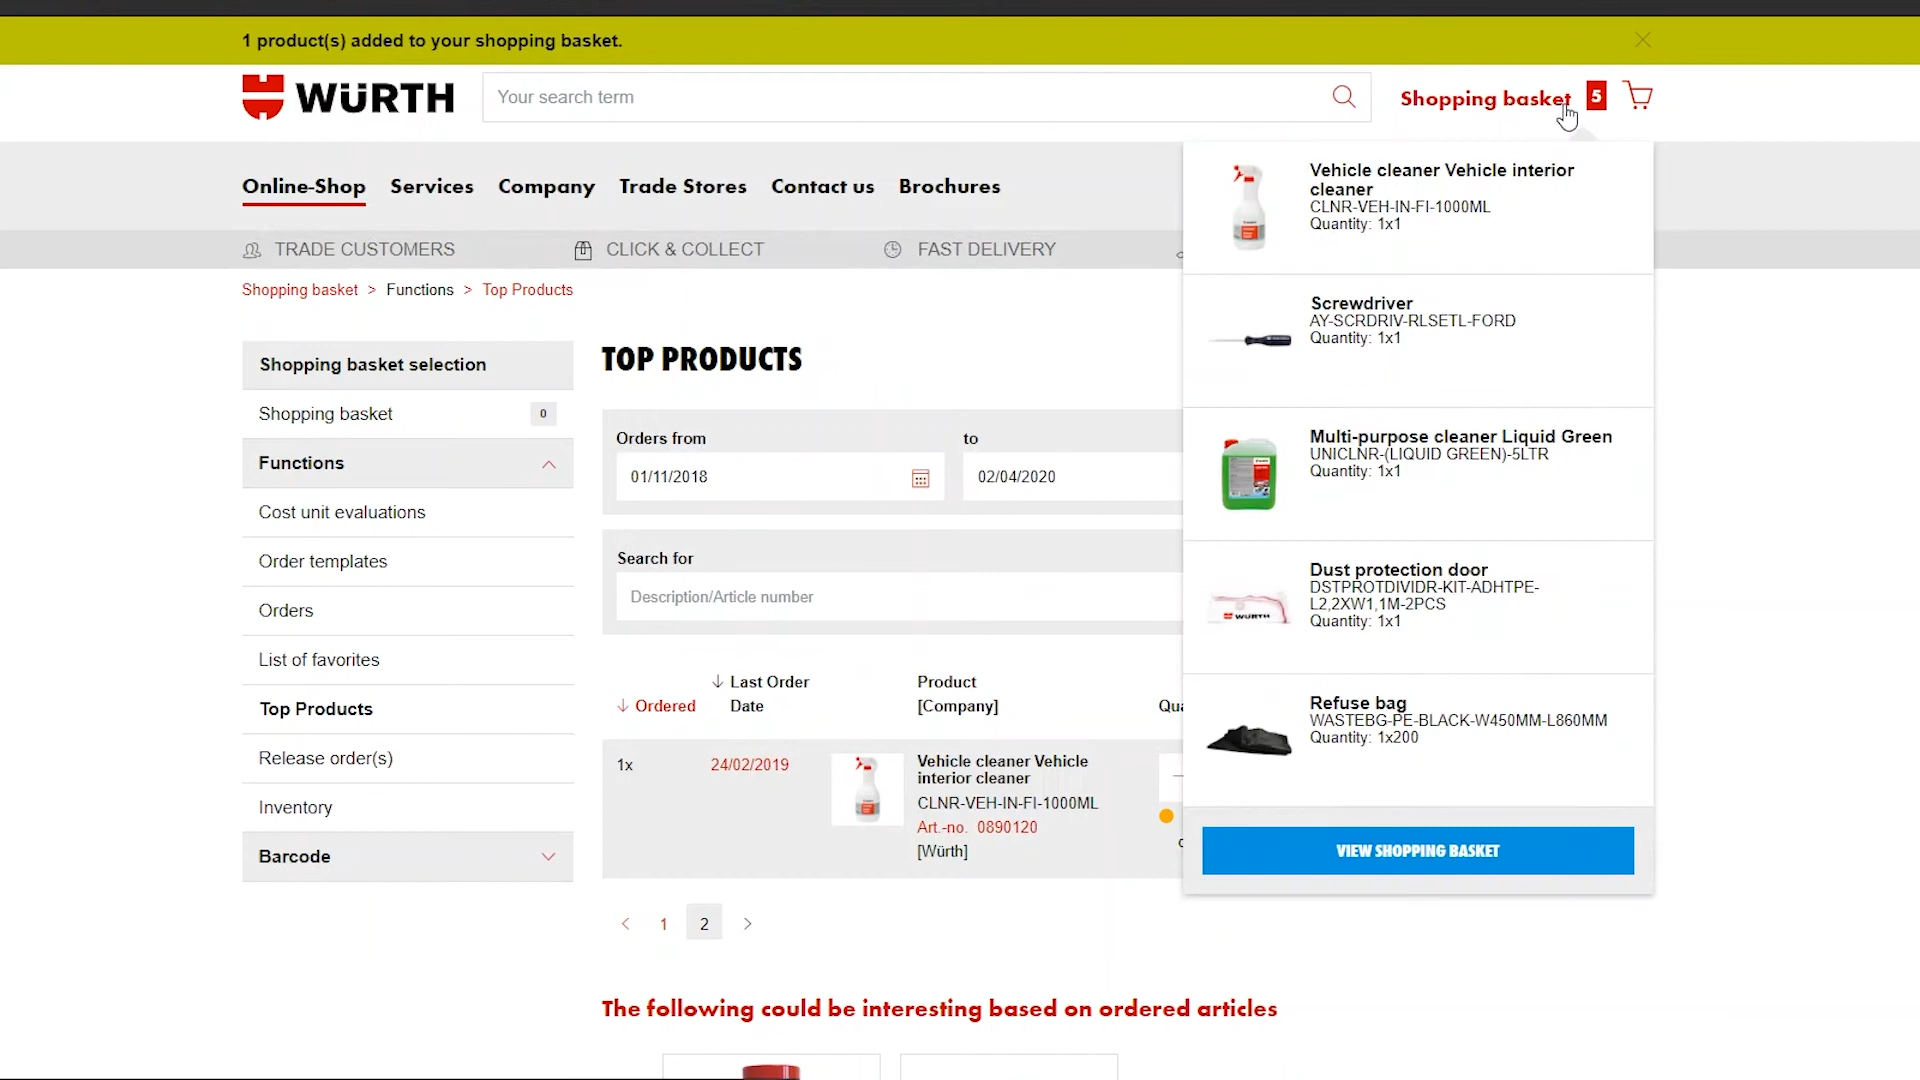 1 product(s) added to your shopping basket.
WÜRTH
Your search term
Shopping basket 5
Online-Shop Services Company Trade Stores Contact us Brochures
TRADE CUSTOMERS CLICK & COLLECT FAST DELIVERY
Shopping basket > Functions > Top Products
Shopping basket selection
Shopping basket 0
Functions
Cost unit evaluations
Order templates
Orders
List of favorites
Top Products
Release order(s)
Inventory
Barcode
TOP PRODUCTS
Orders from to
01/11/2018 02/04/2020
Search for
Description/Article number
Last Order Product
Ordered Date [Company] Qua
1x 24/02/2019
Vehicle cleaner Vehicle
interior cleaner
CLNR-VEH-IN-FI-1000ML
Art.-no. 0890120
[Würth]
1 2
The following could be interesting based on ordered articles
Vehicle cleaner Vehicle interior
cleaner
CLNR-VEH-IN-FI-1000ML
Quantity: 1x1
Screwdriver
AY-SCRDRIV-RLSETL-FORD
Quantity: 1x1
Multi-purpose cleaner Liquid Green
UNICLNR-(LIQUID GREEN)-5LTR
Quantity: 1x1
Dust protection door
DSTPROTDIVIDR-KIT-ADHTPE-
L2,2XW1,1M-2PCS
Quantity: 1x1
WÜRTH
Refuse bag
WASTEBG-PE-BLACK-W450MM-L860MM
Quantity: 1x200
VIEW SHOPPING BASKET